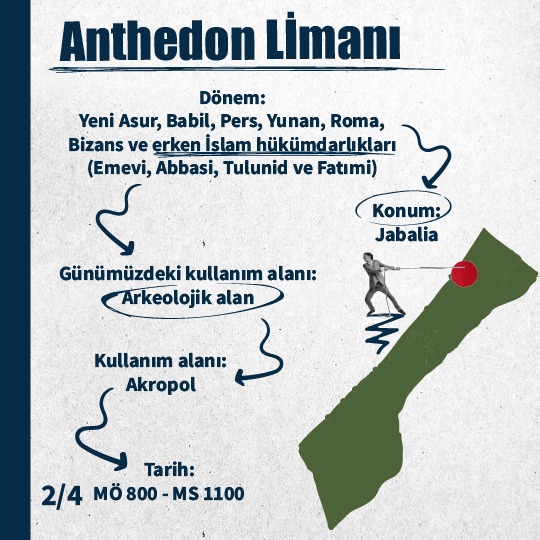 Anthedon Limanı
Dönem:
Yeni Asur, Babil, Pers, Yunan, Roma,
Bizans ve erken İslam hükümdarlıkları
(Emevi, Abbasi, Tulunid ve Fatımi)
Konum:
Jabalia
Günümüzdeki kullanım alanı:
Arkeolojik alan
Kullanım alanı:
Akropol
Tarih:
MÖ 800 - MS 1100
2/4